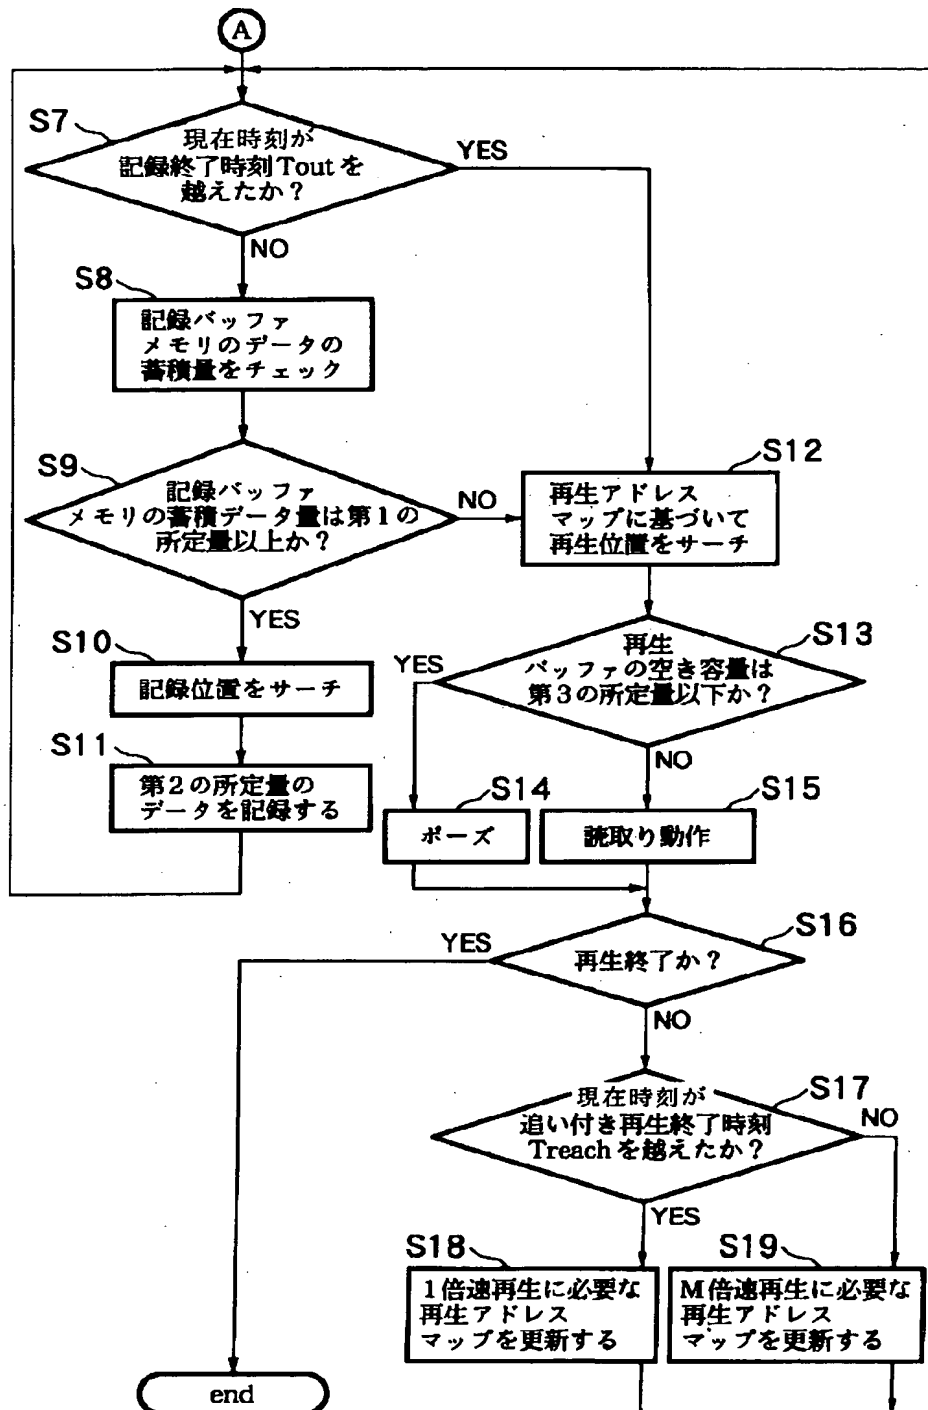 A
S7
現在時刻が
記録終了時刻Toutを
越えたか？
YES
NO
S8
記録バッファ
メモリのデータの
蓄積量をチェック
S9
記録バッファ
メモリの蓄積データ量は第1の
所定量以上か？
NO
YES
S12
再生アドレス
マップに基づいて
再生位置をサーチ
S10
記録位置をサーチ
S11
第2の所定量の
データを記録する
S13
再生
バッファの空き容量は
第3の所定量以下か？
YES
NO
S14
ポーズ
S15
読取り動作
S16
再生終了か？
YES
NO
S17
現在時刻が
追い付き再生終了時刻
Treachを越えたか？
NO
YES
S18
1倍速再生に必要な
再生アドレス
マップを更新する
S19
M倍速再生に必要な
再生アドレス
マップを更新する
end